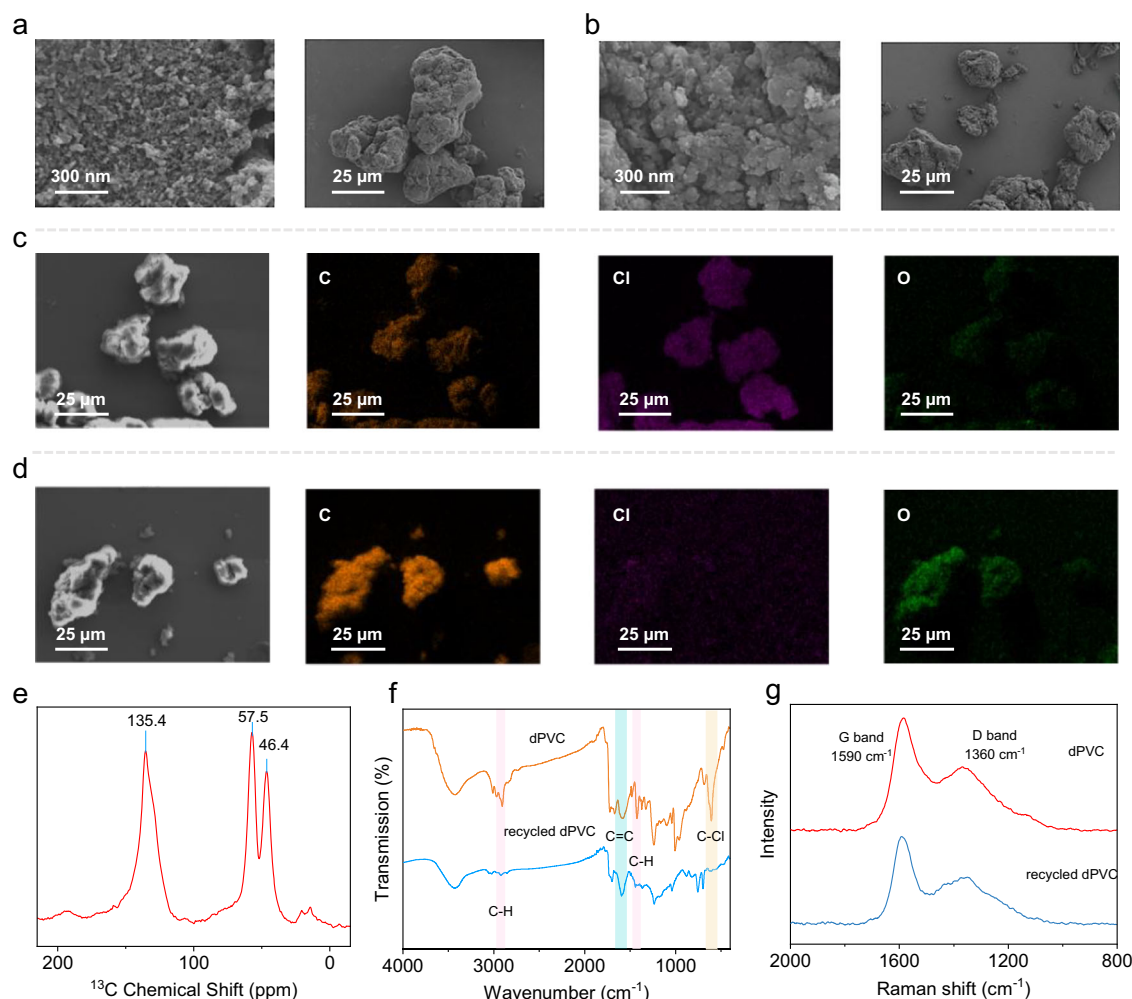 a
b
300 nm
25 µm
300 nm
25 µm
c
C
Cl
O
25 µm
25 µm
25 µm
25 µm
d
C
Cl
O
25 µm
25 µm
25 µm
25 µm
e
135.4
57.5
46.4
200
100
0
¹³C Chemical Shift (ppm)
f
Transmission (%)
dPVC
recycled dPVC
C=C
C-Cl
C-H
C-H
4000
3000
2000
1000
Wavenumber (cm⁻¹)
g
Intensity
G band
1590 cm⁻¹
D band
1360 cm⁻¹
dPVC
recycled dPVC
2000
1600
1200
800
Raman shift (cm⁻¹)